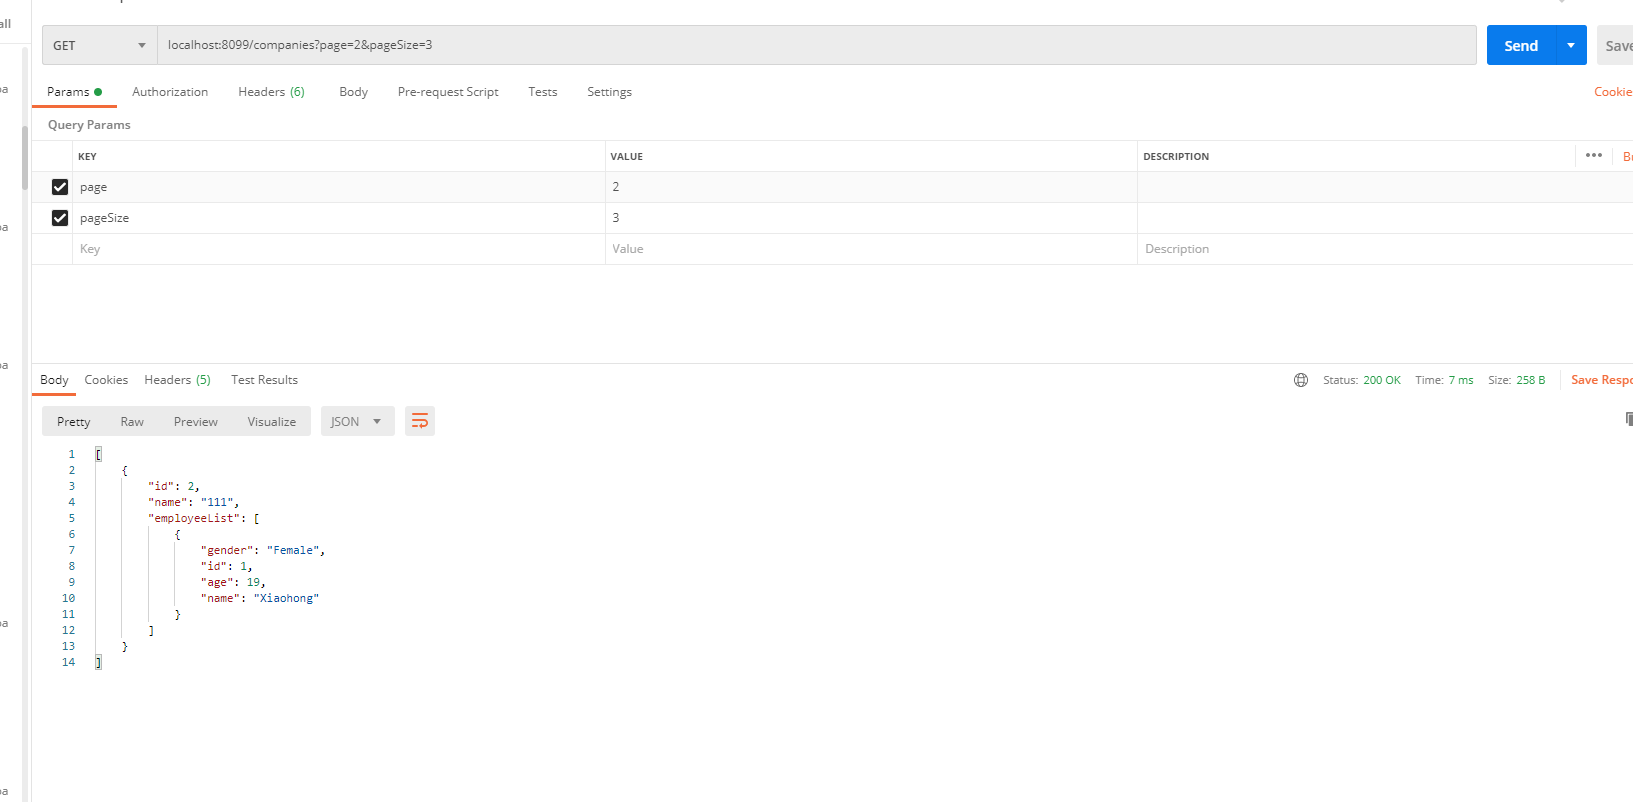 all
GET localhost:8099/companies?page=2&pageSize=3 Send Save
Params Authorization Headers (6) Body Pre-request Script Tests Settings Cookie
Query Params
KEY VALUE DESCRIPTION ••• Bu
page 2
pageSize 3
Key Value Description
Body Cookies Headers (5) Test Results Status: 200 OK Time: 7 ms Size: 258 B Save Respo
Pretty Raw Preview Visualize JSON
1 [
2 {
3 "id": 2,
4 "name": "111",
5 "employeeList": [
6 {
7 "gender": "Female",
8 "id": 1,
9 "age": 19,
10 "name": "Xiaohong"
11 }
12 ]
13 }
14 ]